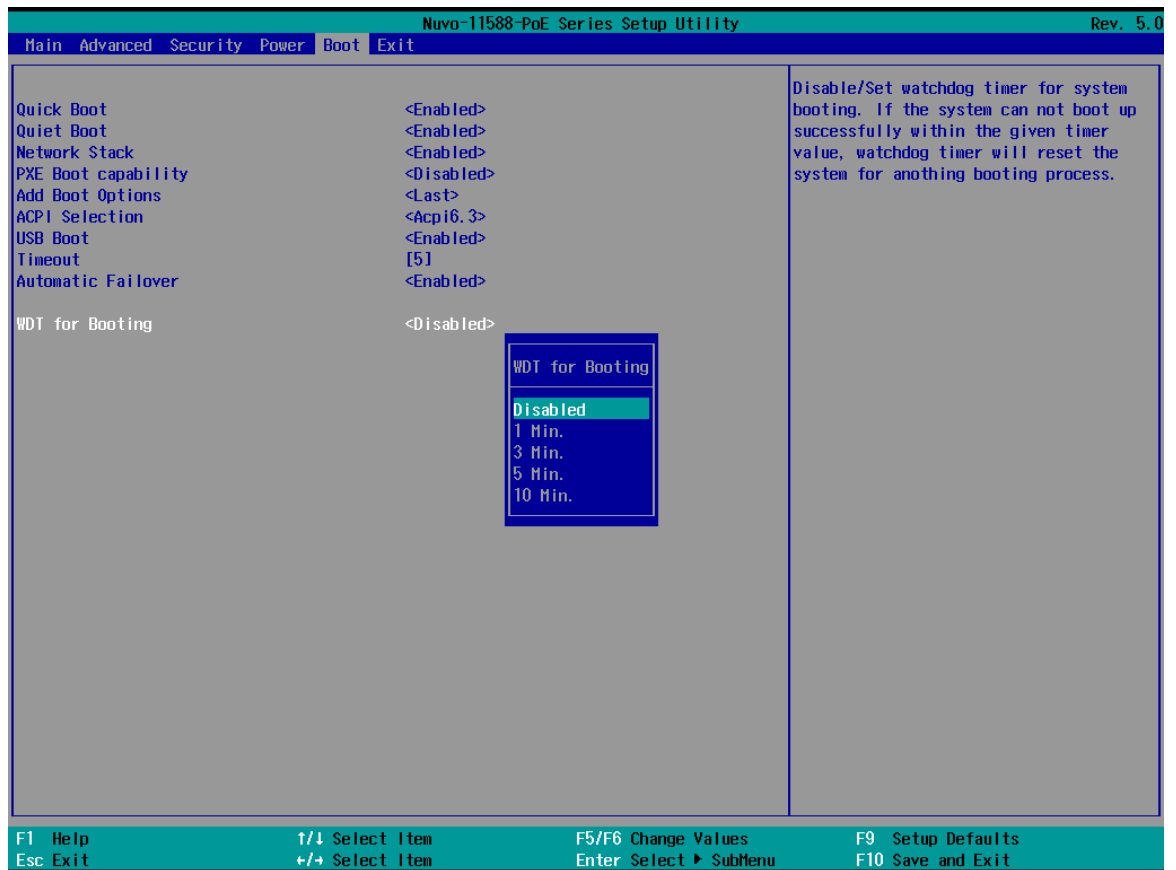 Nuvo-11588-PoE Series Setup Utility Rev. 5.0
Main Advanced Security Power Boot Exit
Quick Boot <Enabled>
Quiet Boot <Enabled>
Network Stack <Enabled>
PXE Boot capability <Disabled>
Add Boot Options <Last>
ACPI Selection <Acpi6.3>
USB Boot <Enabled>
Timeout [5]
Automatic Failover <Enabled>
WDT for Booting <Disabled>
WDT for Booting
Disabled
1 Min.
3 Min.
5 Min.
10 Min.
Disable/Set watchdog timer for system
booting. If the system can not boot up
successfully within the given timer
value, watchdog timer will reset the
system for anothing booting process.
F1 Help ↑/↓ Select Item F5/F6 Change Values F9 Setup Defaults
Esc Exit ←/→ Select Item Enter Select ▶ SubMenu F10 Save and Exit